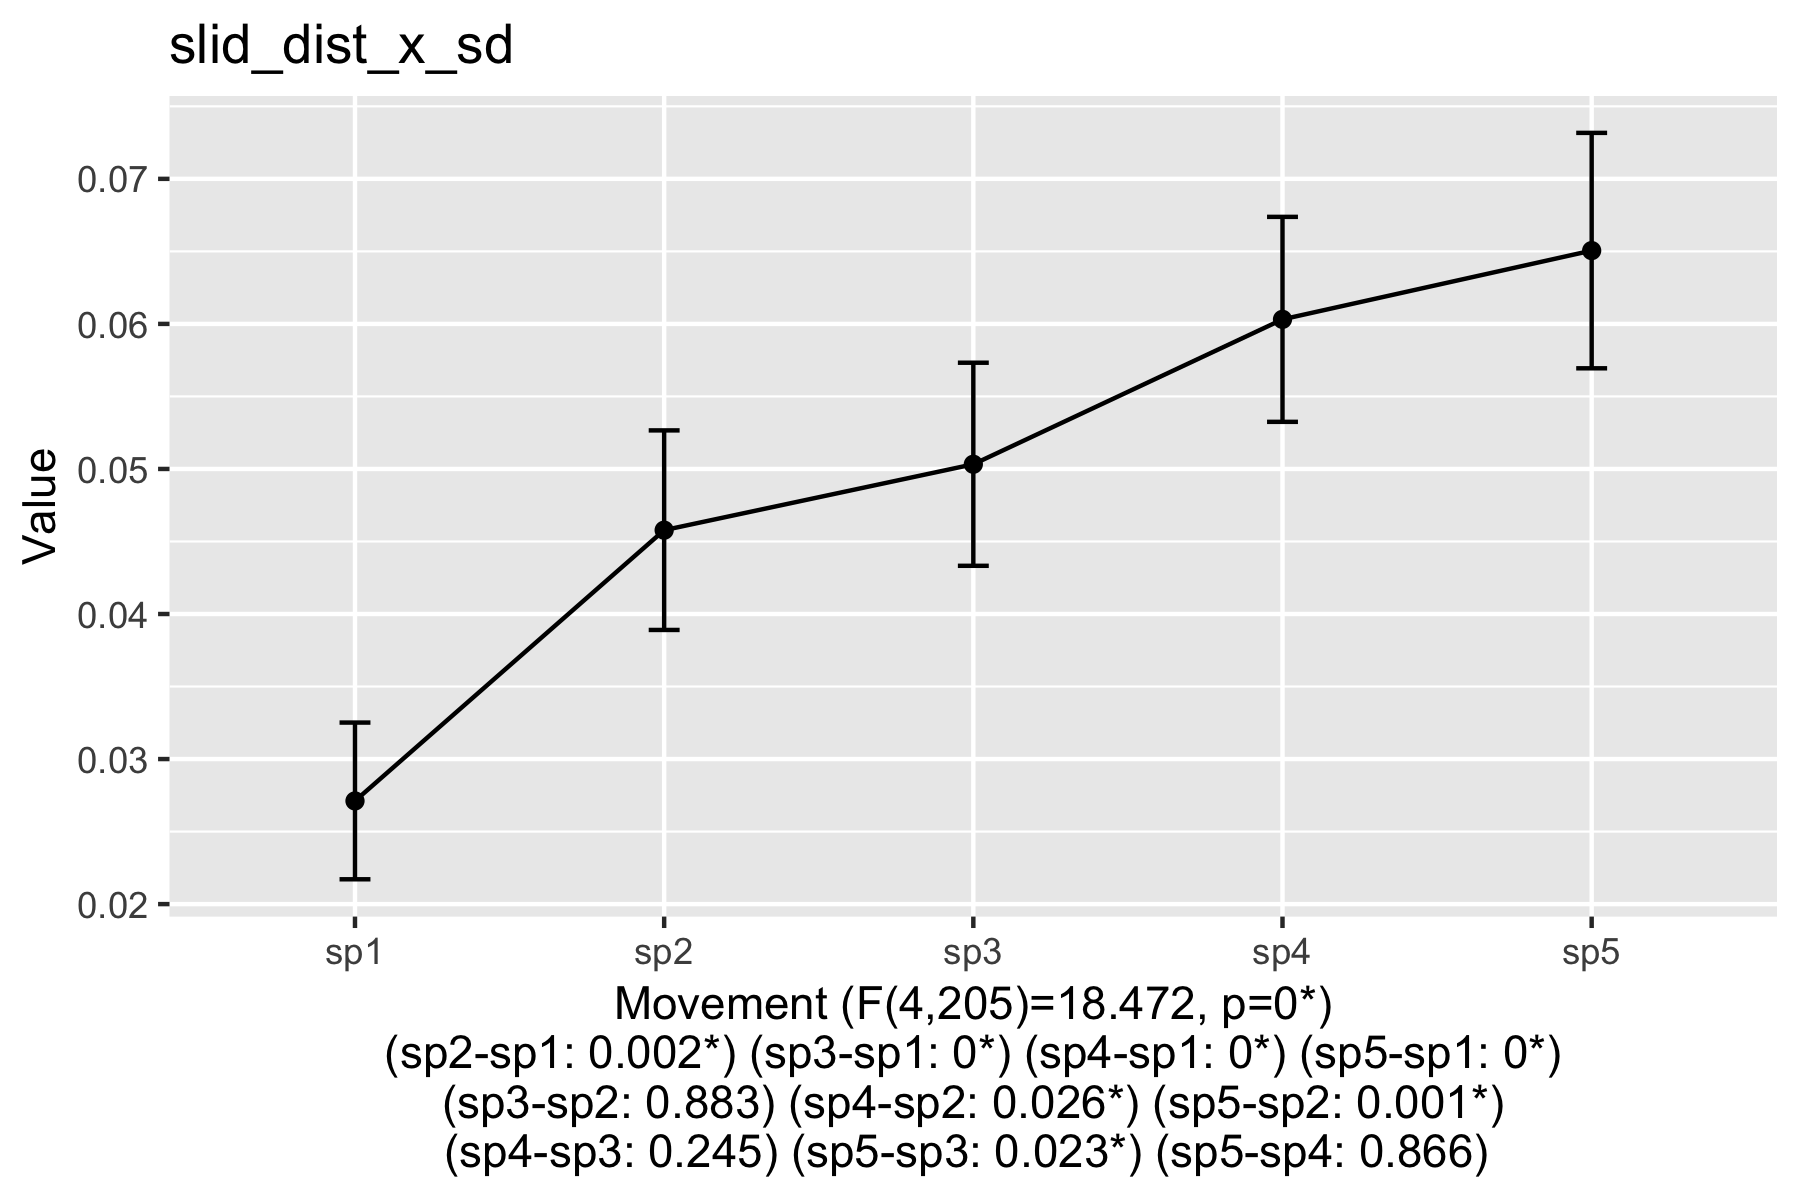 slid_dist_x_sd
Value
0.07
0.06
0.05
0.04
0.03
0.02
sp1 sp2 sp3 sp4 sp5
Movement (F(4,205)=18.472, p=0*)
(sp2-sp1: 0.002*) (sp3-sp1: 0*) (sp4-sp1: 0*) (sp5-sp1: 0*)
(sp3-sp2: 0.883) (sp4-sp2: 0.026*) (sp5-sp2: 0.001*)
(sp4-sp3: 0.245) (sp5-sp3: 0.023*) (sp5-sp4: 0.866)